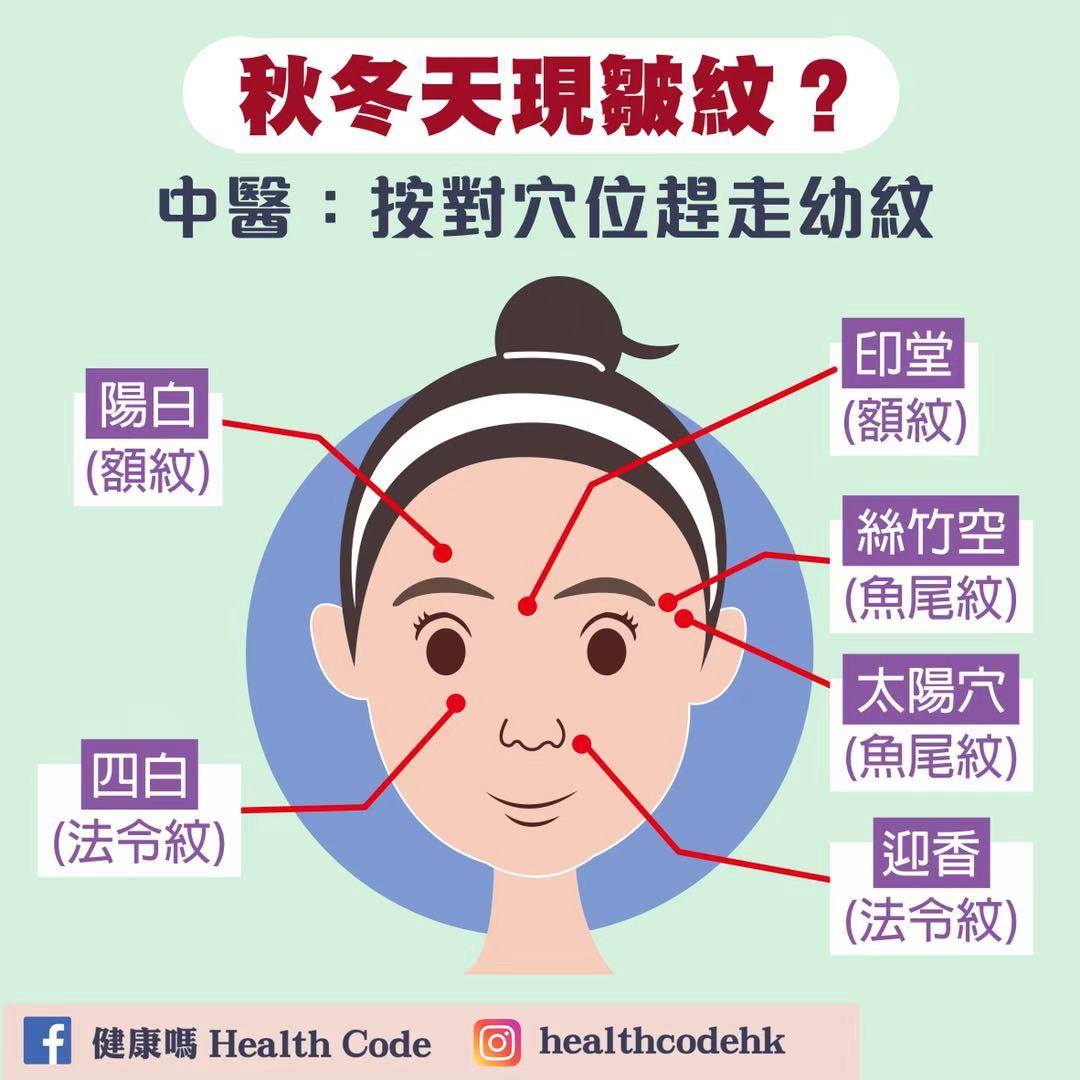 秋冬天現皺紋？
中醫：按對穴位趕走幼紋
陽白
(額紋)
四白
(法令紋)
印堂
(額紋)
絲竹空
(魚尾紋)
太陽穴
(魚尾紋)
迎香
(法令紋)
健康嗎 Health Code
healthcodehk